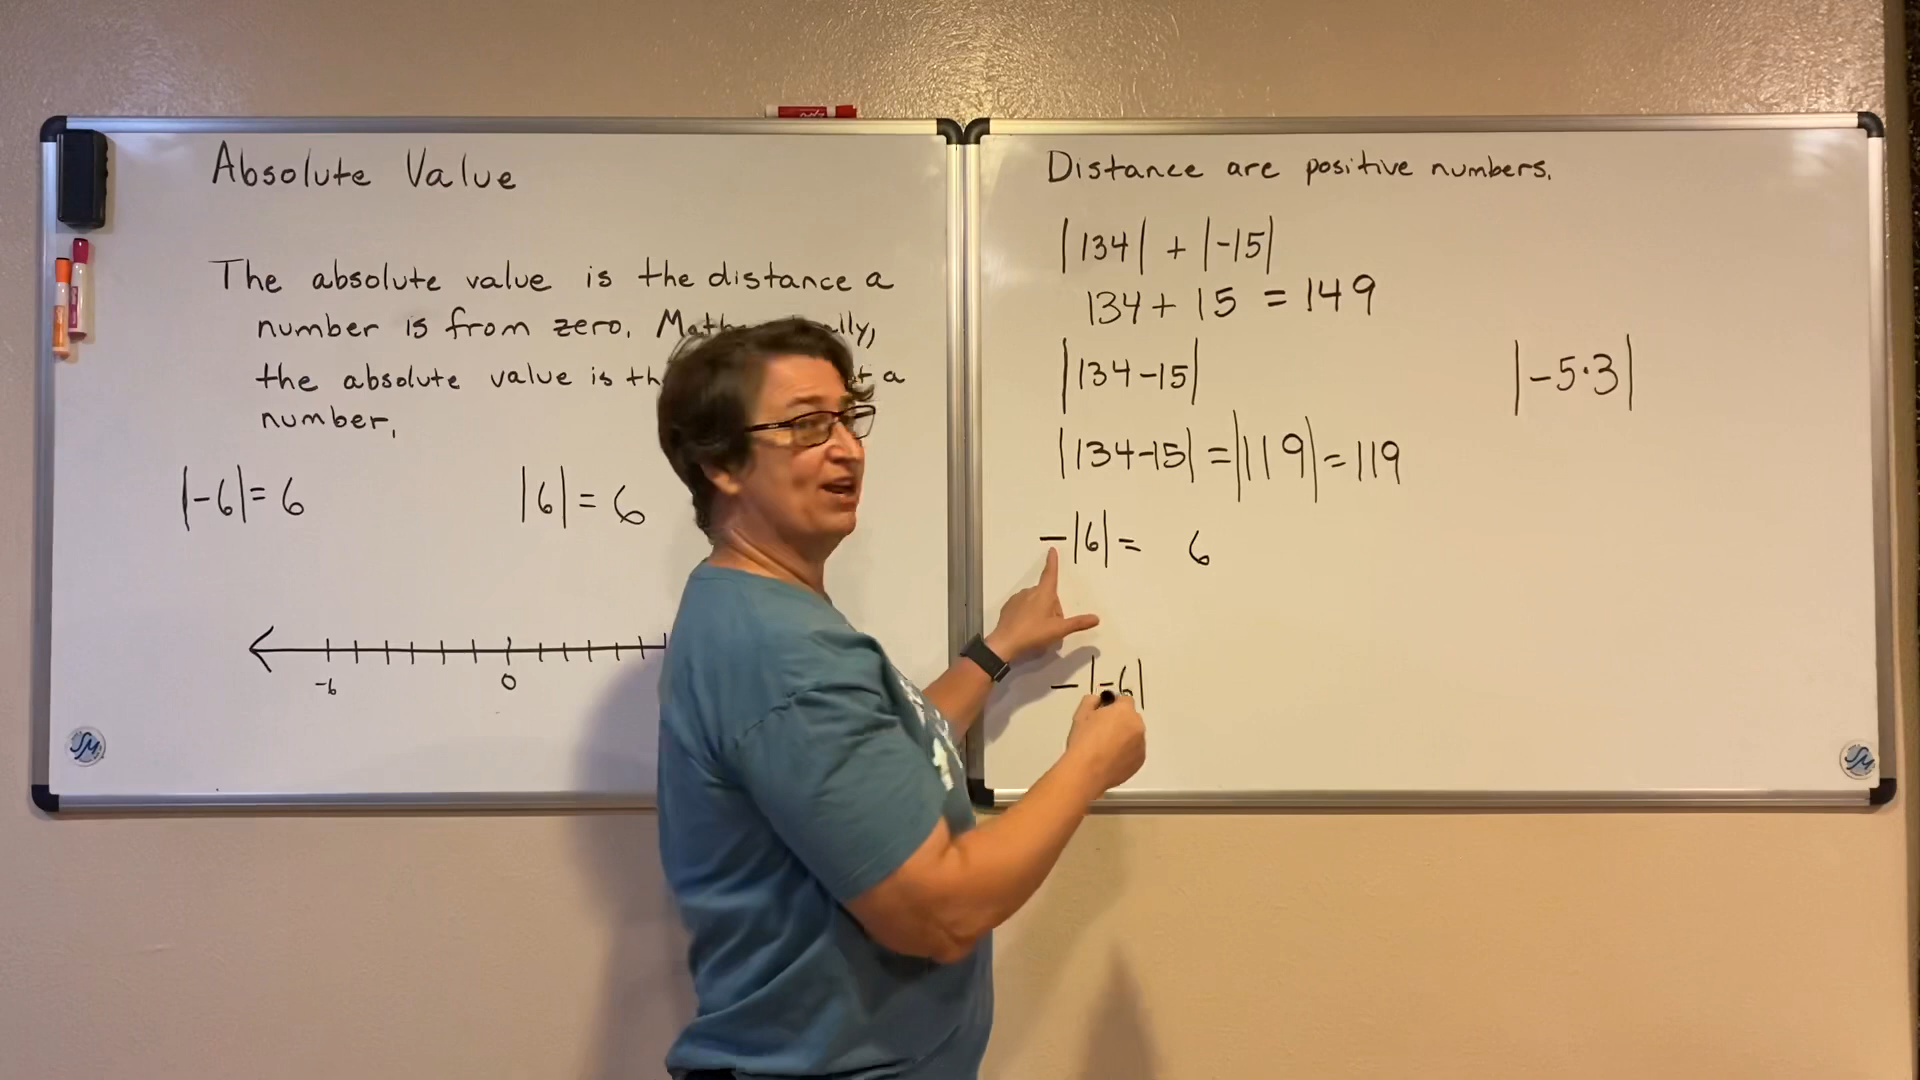 Absolute Value
The absolute value is the distance a
number is from zero.
the absolute value is a
number.
|-6| = 6
|6| = 6
-6 0
Distance are positive numbers.
|134| + |-15|
134 + 15 = 149
|134-15|
|134-15| = |119| = 119
-|6| = 6
-|-6|
|-5·3|
SM
SM